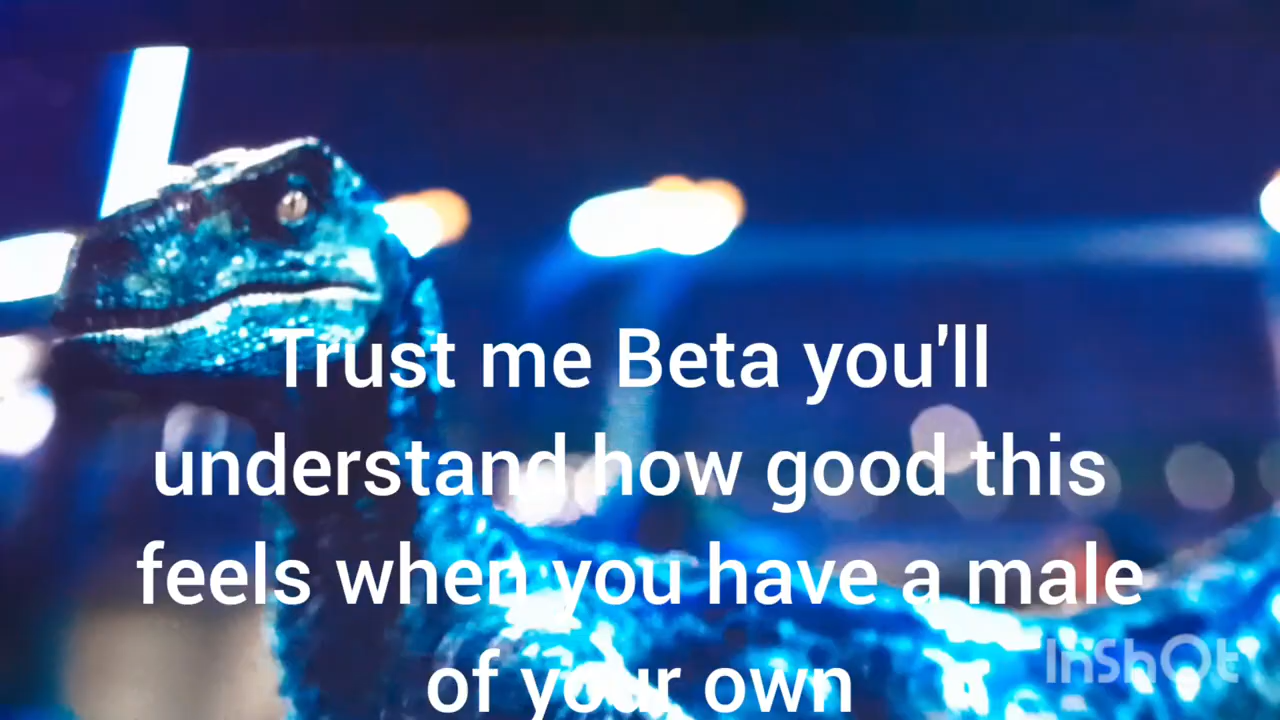 Trust me Beta you'll
understand how good this
feels when you have a male
of your own
InShOt